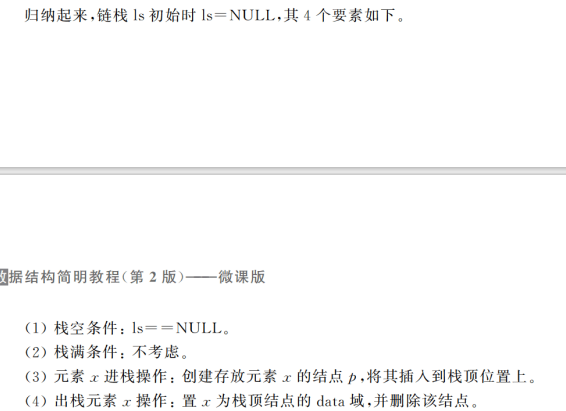 归纳起来,链栈 ls 初始时 ls=NULL,其 4 个要素如下。
数据结构简明教程(第 2 版)——微课版
(1) 栈空条件：ls==NULL。
(2) 栈满条件：不考虑。
(3) 元素 x 进栈操作：创建存放元素 x 的结点 p,将其插入到栈顶位置上。
(4) 出栈元素 x 操作：置 x 为栈顶结点的 data 域,并删除该结点。